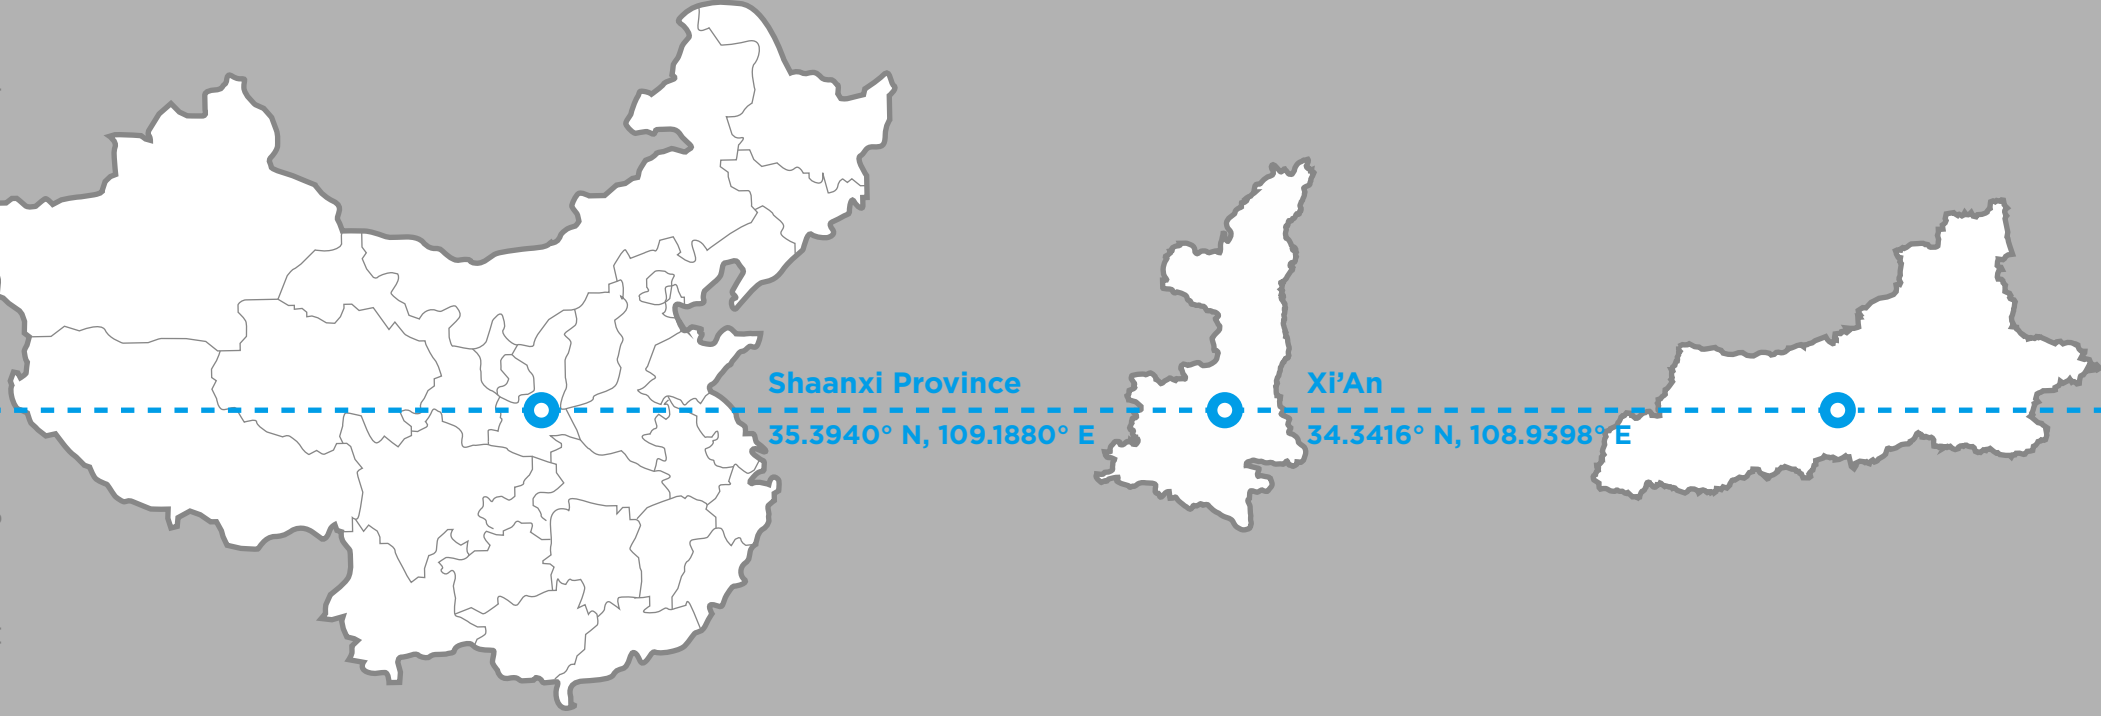 Shaanxi Province
35.3940° N, 109.1880° E
Xi’An
34.3416° N, 108.9398° E